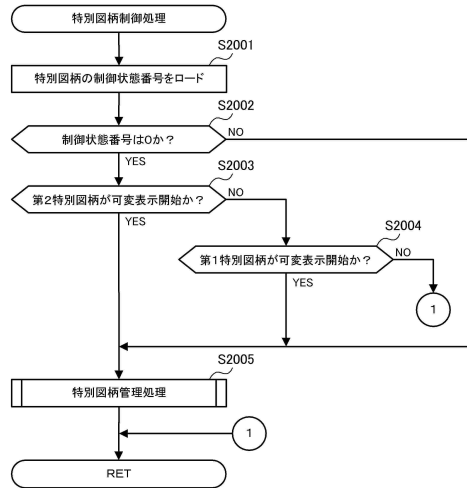 特別図柄制御処理
S2001
特別図柄の制御状態番号をロード
S2002
制御状態番号は0か？
NO
YES
S2003
第2特別図柄が可変表示開始か？
NO
YES
S2004
第1特別図柄が可変表示開始か？
NO
YES
1
S2005
特別図柄管理処理
1
RET